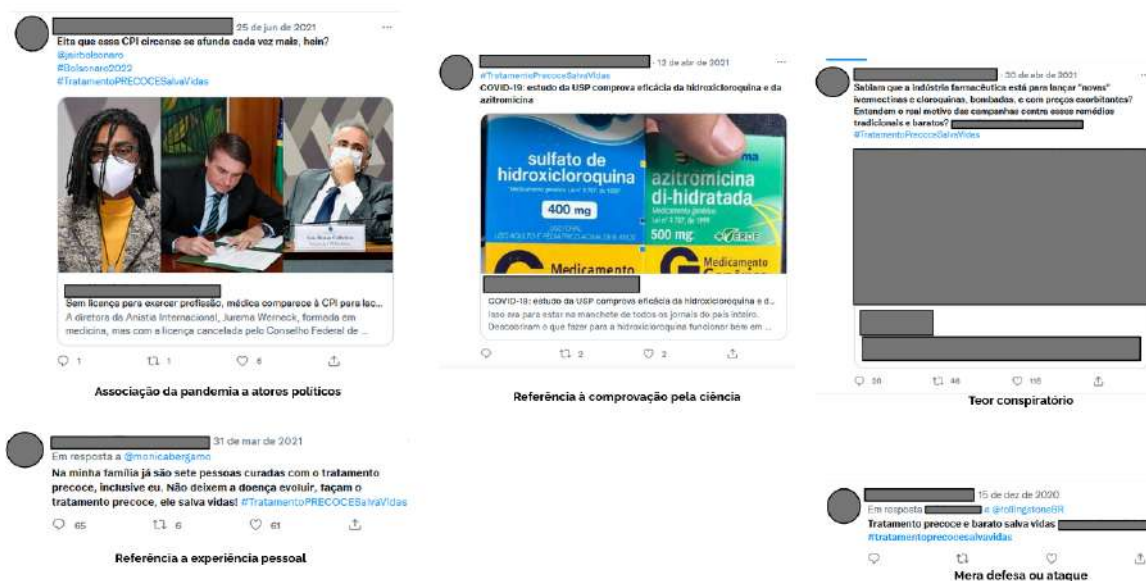 25 de jun de 2021
Eita que essa CPI circense se afunda cada vez mais, hein?
@jairbolsonaro
#Bolsonaro2022
#TratamentoPRECOCESalvaVidas
Sem licença para exercer profissão, médica comparece à CPI para lac...
A diretora da Anistia Internacional, Jurema Werneck, formada em
medicina, mas com a licença cancelada pelo Conselho Federal de ...
1 1 6
Associação da pandemia a atores políticos
12 de abr de 2021
#TratamentoPrecoceSalvaVidas
COVID-19: estudo da USP comprova eficácia da hidroxicloroquina e da
azitromicina
sulfato de
hidroxicloroquina
400 mg
azitromicina
di-hidratada
500 mg
Medicamento
Medicamento
COVID-19: estudo da USP comprova eficácia da hidroxicloroquina e d...
Isso era para estar na manchete de todos os jornais do país inteiro.
Descobriram o que fazer para a hidroxicloroquina funcionar bem em ...
2 2
Referência à comprovação pela ciência
30 de abr de 2021
Sabiam que a indústria farmacêutica está para lançar "novas"
ivermectinas e cloroquinas, bombadas, e com preços exorbitantes?
Entendem o real motivo das campanhas contra esses remédios
tradicionais e baratos?
#TratamentoPrecoceSalvaVidas
Teor conspiratório
31 de mar de 2021
Em resposta a @monicabergamo
Na minha família já são sete pessoas curadas com o tratamento
precoce, inclusive eu. Não deixem a doença evoluir, façam o
tratamento precoce, ele salva vidas! #TratamentoPRECOCESalvaVidas
65 6 61
Referência a experiência pessoal
15 de dez de 2020
Em resposta e @rollingstoneBR
Tratamento precoce e barato salva vidas
#tratamentoprecocesalvavidas
Mera defesa ou ataque